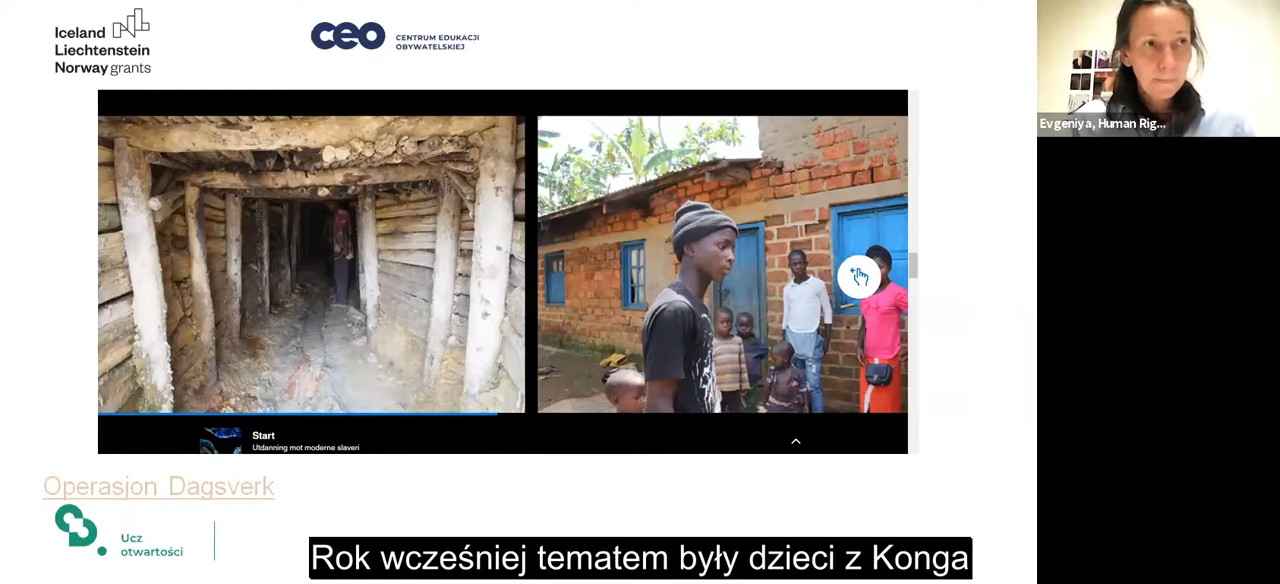 Iceland
Liechtenstein
Norway grants
ceo CENTRUM EDUKACJI
OBYWATELSKIEJ
Evgeniya, Human Rig...
Start
Utdanning mot moderne slaveri
Operasjon Dagsverk
Ucz
otwartości
Rok wcześniej tematem były dzieci z Konga